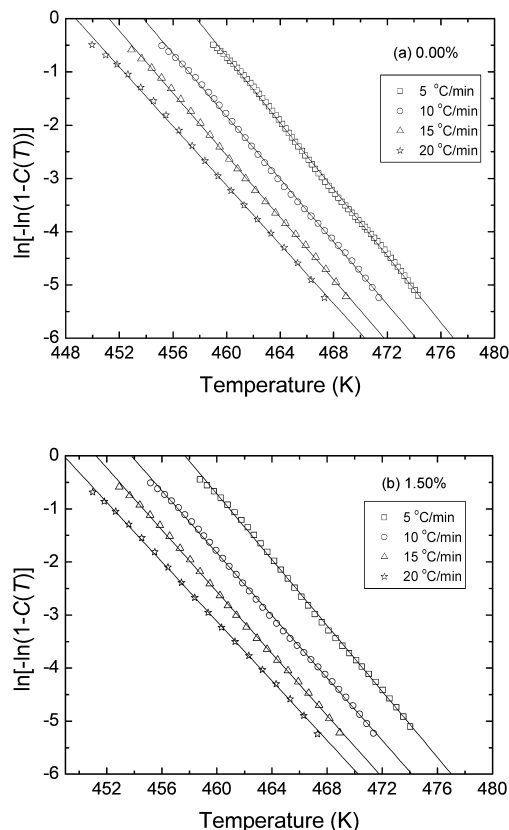 (a) 0.00%
5 °C/min
10 °C/min
15 °C/min
20 °C/min
0
-1
-2
-3
-4
-5
-6
ln[-ln(1-C(T))]
448 452 456 460 464 468 472 476 480
Temperature (K)
(b) 1.50%
5 °C/min
10 °C/min
15 °C/min
20 °C/min
0
-1
-2
-3
-4
-5
-6
ln[-ln(1-C(T)]
452 456 460 464 468 472 476 480
Temperature (K)